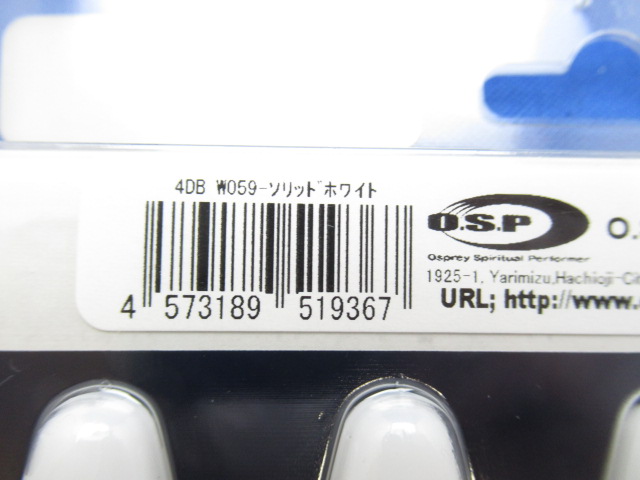 4DB W059-ソリッドホワイト
4 573189 519367
O.S.P
Osprey Spiritual Performer
O.
1925-1, Yarimizu,Hachioji-
URL; http://www.